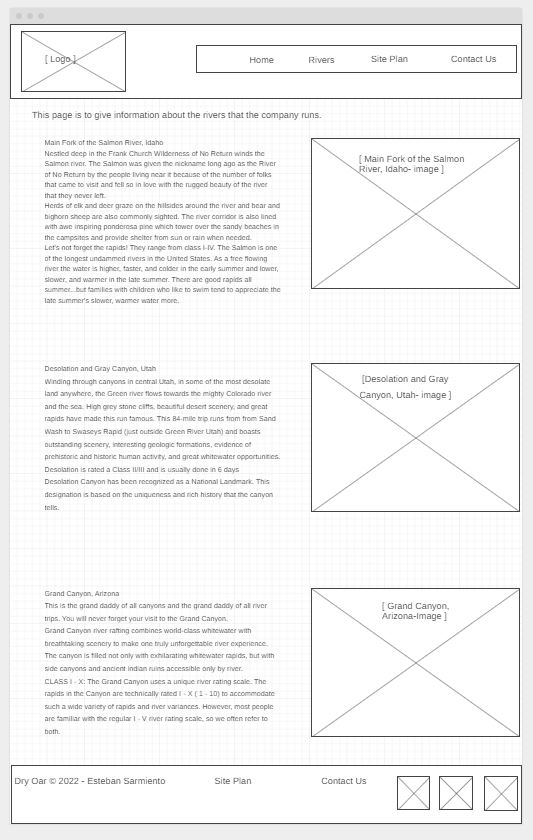 [ Logo ]
Home Rivers Site Plan Contact Us
This page is to give information about the rivers that the company runs.
Main Fork of the Salmon River, Idaho
Nestled deep in the Frank Church Wilderness of No Return winds the
Salmon river. The Salmon was given the nickname long ago as the River
of No Return by the people living near it because of the number of folks
that came to visit and fell so in love with the rugged beauty of the river
that they never left.
Herds of elk and deer graze on the hillsides around the river and bear and
bighorn sheep are also commonly sighted. The river corridor is also lined
with awe inspiring ponderosa pine which tower over the sandy beaches in
the campsites and provide shelter from sun or rain when needed.
Let's not forget the rapids! They range from class I-IV. The Salmon is one
of the longest undammed rivers in the United States. As a free flowing
river the water is higher, faster, and colder in the early summer and lower,
slower, and warmer in the late summer. There are good rapids all
summer...but families with children who like to swim tend to appreciate the
late summer's slower, warmer water more.
[ Main Fork of the Salmon
River, Idaho- image ]
Desolation and Gray Canyon, Utah
Winding through canyons in central Utah, in some of the most desolate
land anywhere, the Green river flows towards the mighty Colorado river
and the sea. High grey stone cliffs, beautiful desert scenery, and great
rapids have made this run famous. This 84-mile trip runs from from Sand
Wash to Swaseys Rapid (just outside Green River Utah) and boasts
outstanding scenery, interesting geologic formations, evidence of
prehistoric and historic human activity, and great whitewater opportunities.
Desolation is rated a Class II/III and is usually done in 6 days
Desolation Canyon has been recognized as a National Landmark. This
designation is based on the uniqueness and rich history that the canyon
tells.
[Desolation and Gray
Canyon, Utah- image ]
Grand Canyon, Arizona
This is the grand daddy of all canyons and the grand daddy of all river
trips. You will never forget your visit to the Grand Canyon.
Grand Canyon river rafting combines world-class whitewater with
breathtaking scenery to make one truly unforgettable river experience.
The canyon is filled not only with exhilarating whitewater rapids, but with
side canyons and ancient indian ruins accessible only by river.
CLASS I - X: The Grand Canyon uses a unique river rating scale. The
rapids in the Canyon are technically rated I - X ( 1 - 10) to accommodate
such a wide variety of rapids and river variances. However, most people
are familiar with the regular I - V river rating scale, so we often refer to
both.
[ Grand Canyon,
Arizona-Image ]
Dry Oar © 2022 - Esteban Sarmiento Site Plan Contact Us